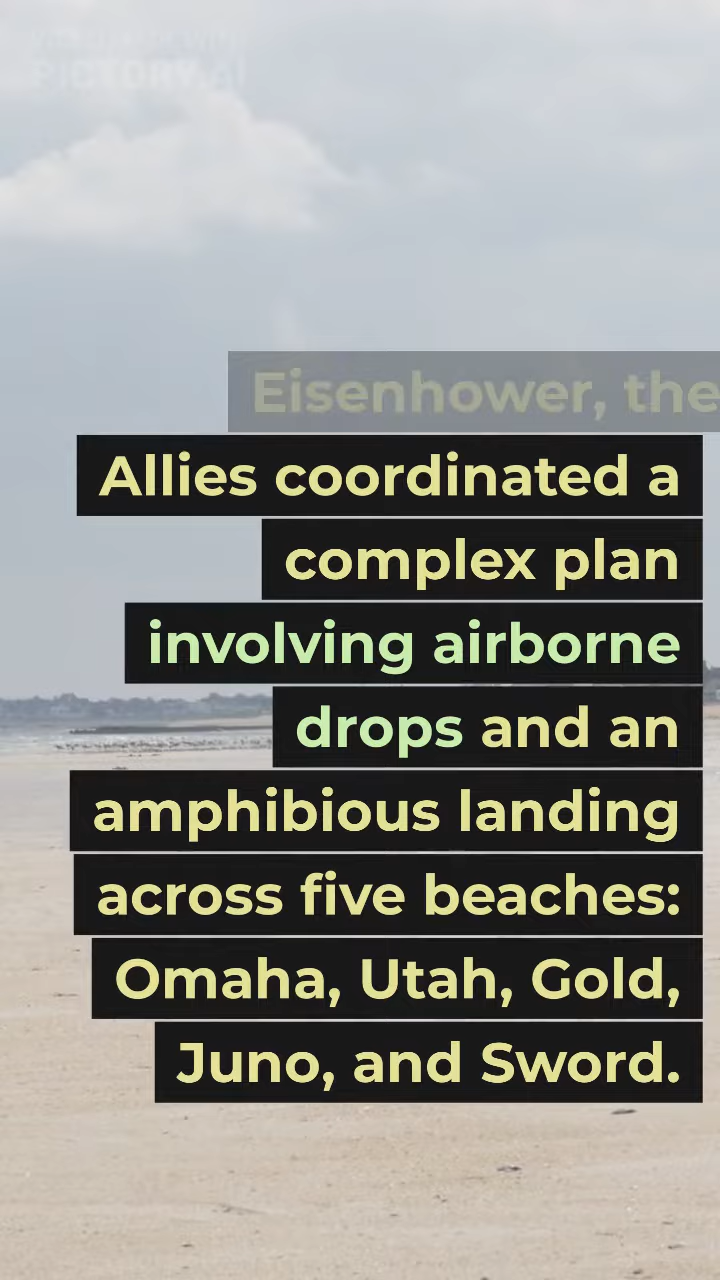 PICTORY.AI
Eisenhower, the
Allies coordinated a
complex plan
involving airborne
drops and an
amphibious landing
across five beaches:
Omaha, Utah, Gold,
Juno, and Sword.